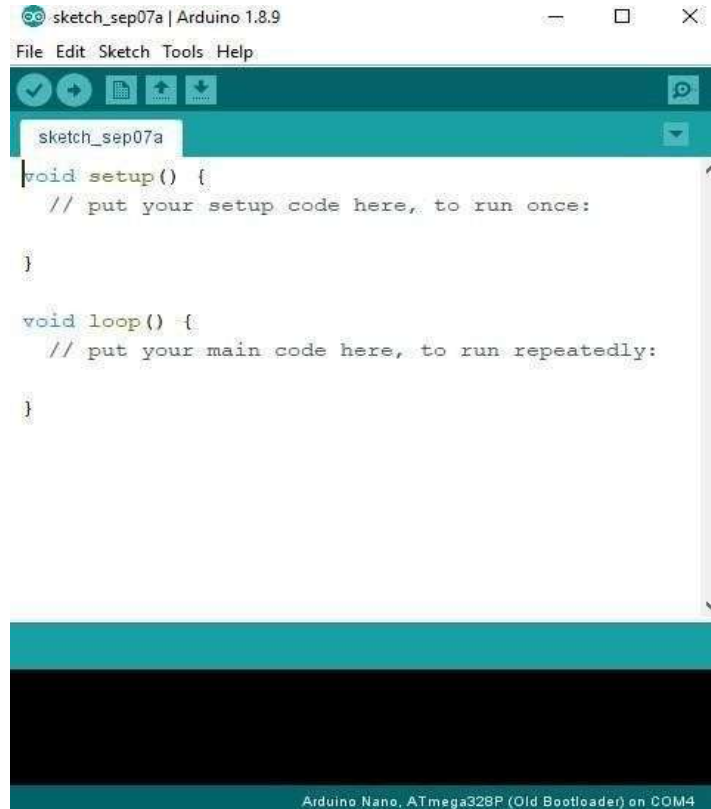 sketch_sep07a | Arduino 1.8.9
File Edit Sketch Tools Help
sketch_sep07a
void setup() {
// put your setup code here, to run once:
}
void loop() {
// put your main code here, to run repeatedly:
}
Arduino Nano, ATmega328P (Old Bootloader) on COM4